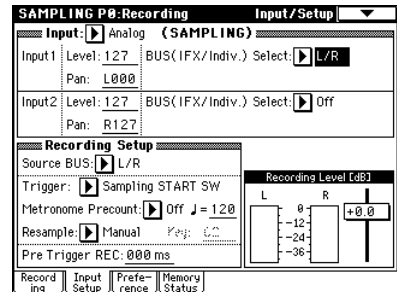 SAMPLING P0:Recording Input/Setup
Input: Analog (SAMPLING)
Input1 Level: 127 BUS(IFX/Indiv.) Select: L/R
Pan: L000
Input2 Level: 127 BUS(IFX/Indiv.) Select: Off
Pan: R127
Recording Setup
Source BUS: L/R
Trigger: Sampling START SW
Metronome Precount: Off ♩= 120
Resample: Manual Key: C2
Pre Trigger REC: 000 ms
Recording Level [dB]
L R
+0.0
0
-12
-24
-36
Record ing
Input Setup
Prefe- rence
Memory Status